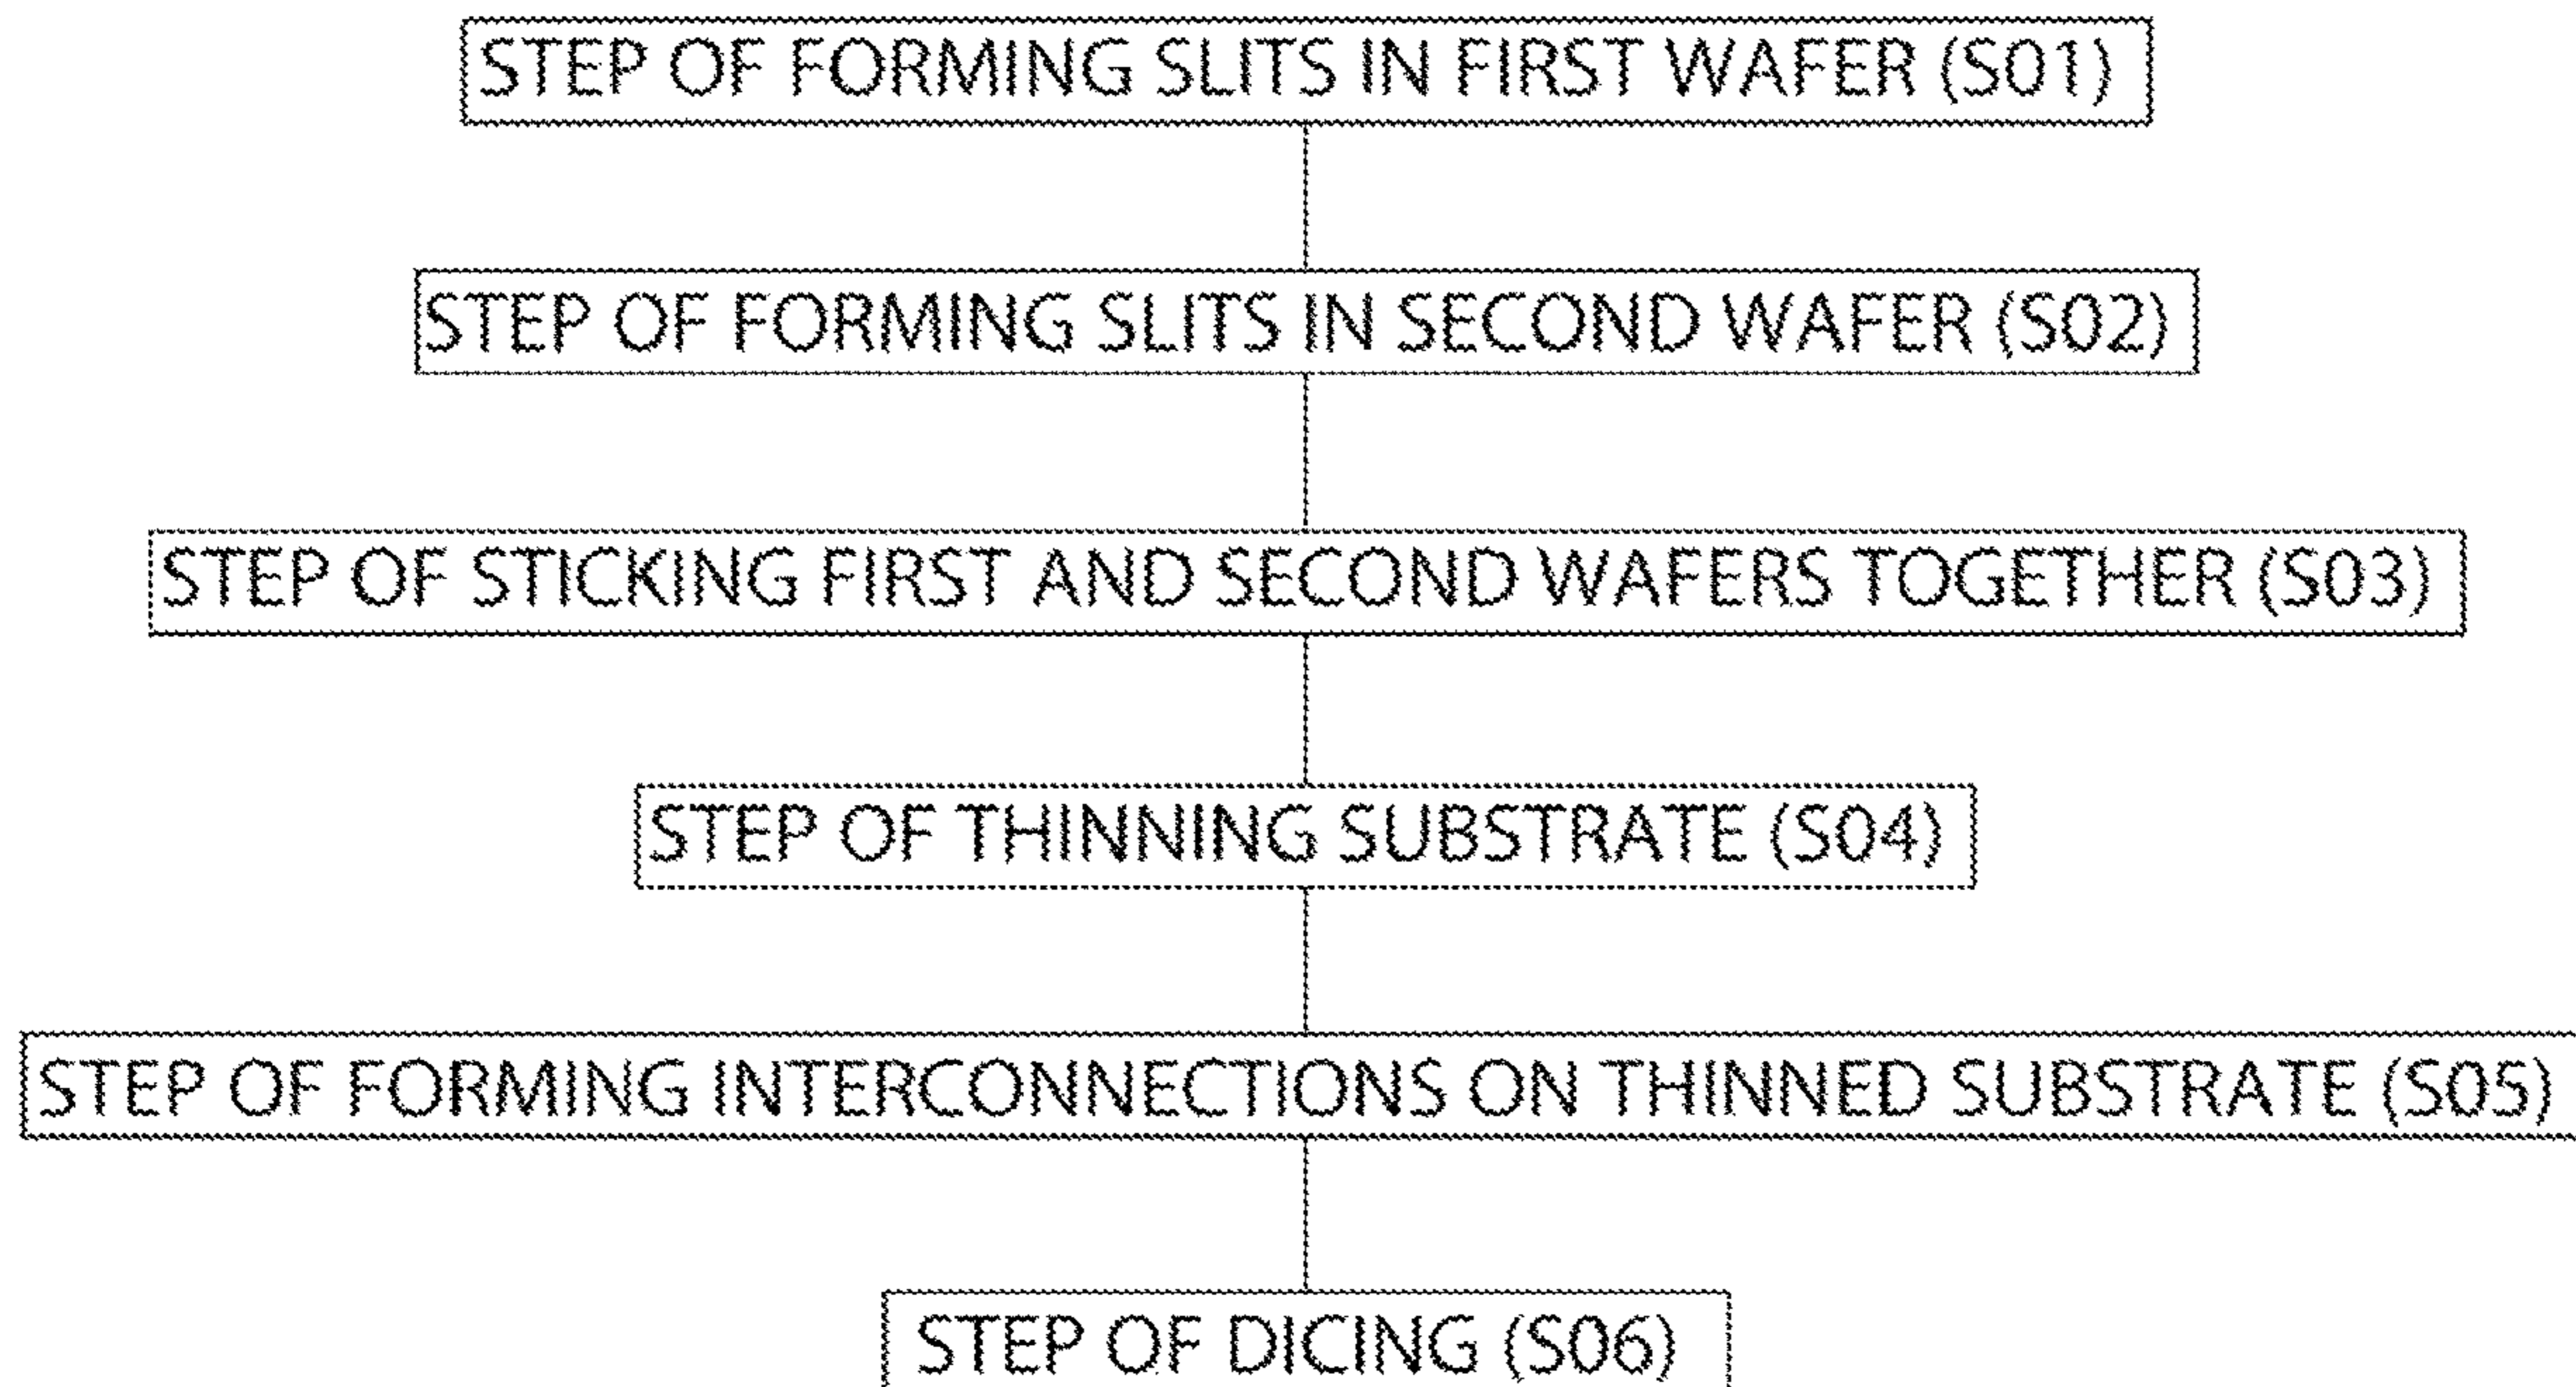 STEP OF FORMING SLITS IN FIRST WAFER (S01)
STEP OF FORMING SLITS IN SECOND WAFER (S02)
STEP OF STICKING FIRST AND SECOND WAFERS TOGETHER (S03)
STEP OF THINNING SUBSTRATE (S04)
STEP OF FORMING INTERCONNECTIONS ON THINNED SUBSTRATE (S05)
STEP OF DICING (S06)